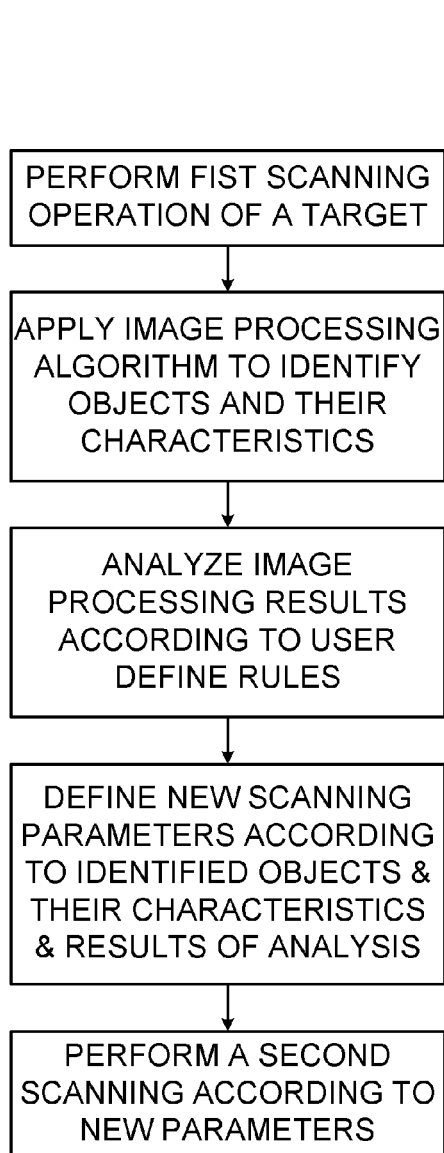 PERFORM FIST SCANNING
OPERATION OF A TARGET
APPLY IMAGE PROCESSING
ALGORITHM TO IDENTIFY
OBJECTS AND THEIR
CHARACTERISTICS
ANALYZE IMAGE
PROCESSING RESULTS
ACCORDING TO USER
DEFINE RULES
DEFINE NEW SCANNING
PARAMETERS ACCORDING
TO IDENTIFIED OBJECTS &
THEIR CHARACTERISTICS
& RESULTS OF ANALYSIS
PERFORM A SECOND
SCANNING ACCORDING TO
NEW PARAMETERS